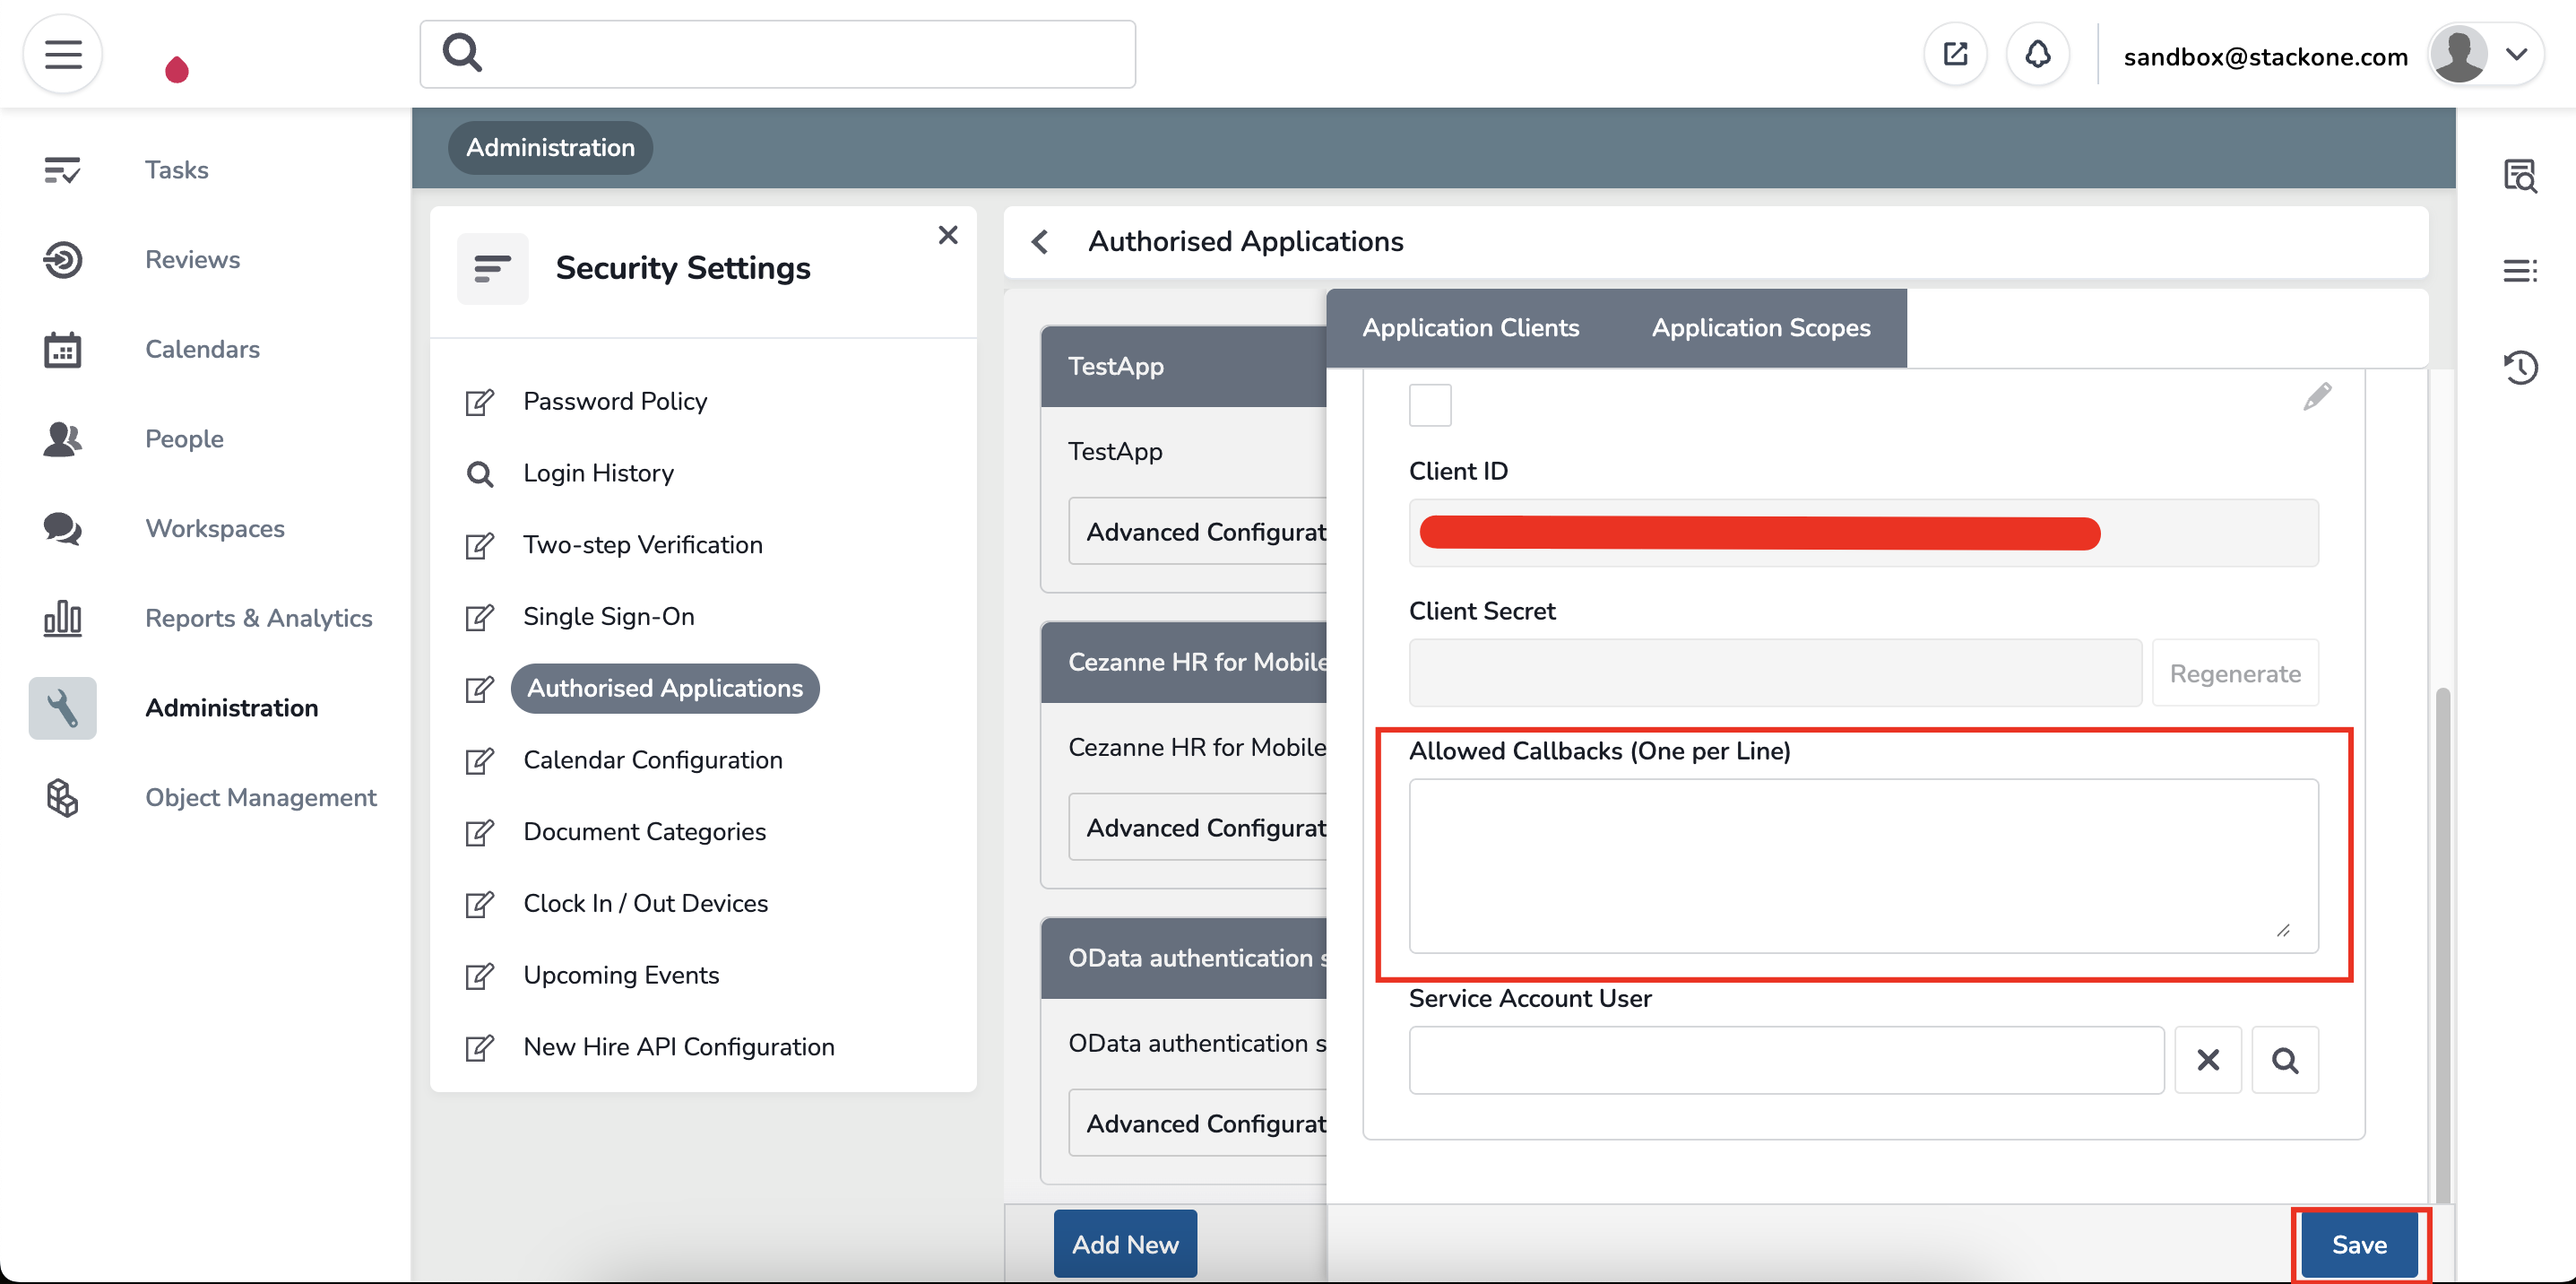 sandbox@stackone.com
Tasks
Reviews
Calendars
People
Workspaces
Reports & Analytics
Administration
Object Management
Administration
Security Settings
Password Policy
Login History
Two-step Verification
Single Sign-On
Authorised Applications
Calendar Configuration
Document Categories
Clock In / Out Devices
Upcoming Events
New Hire API Configuration
Authorised Applications
TestApp
TestApp
Advanced Configurat
Cezanne HR for Mobile
Cezanne HR for Mobile
Advanced Configurat
OData authentication s
OData authentication s
Advanced Configurat
Add New
Application Clients
Application Scopes
Client ID
Client Secret
Regenerate
Allowed Callbacks (One per Line)
Service Account User
Save